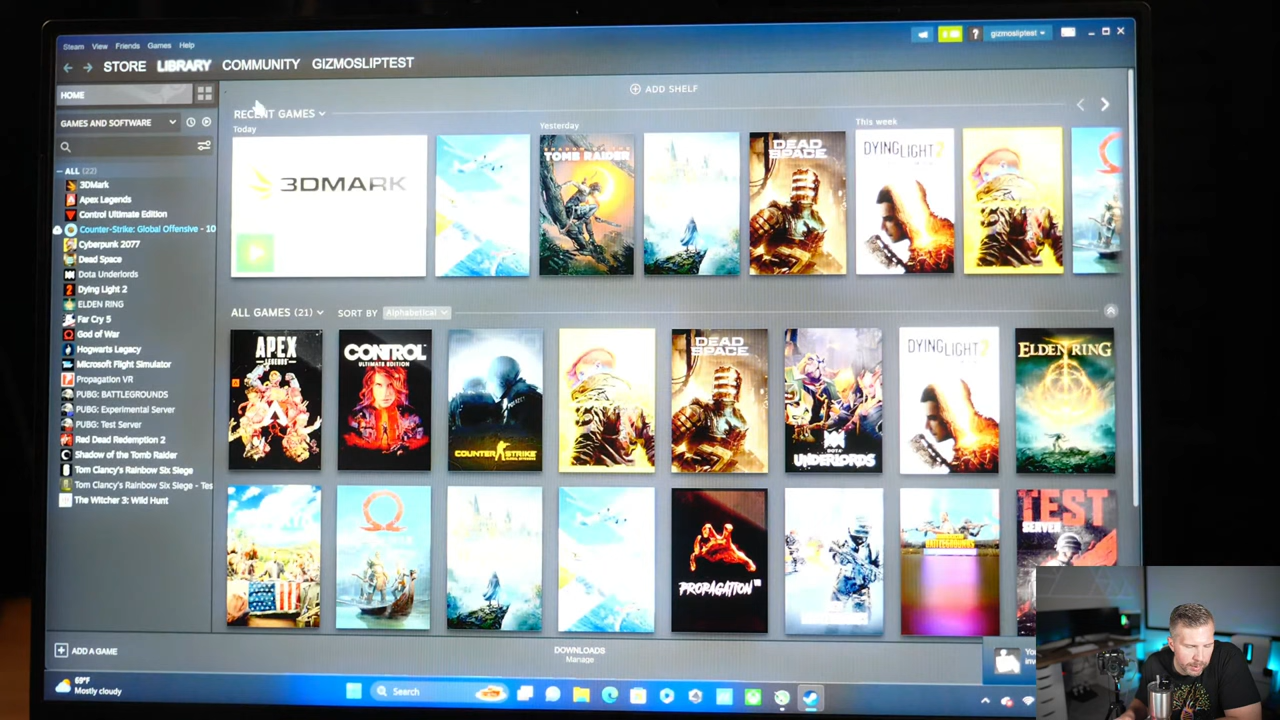 Steam View Friends Games Help
gizmosliptest
STORE LIBRARY COMMUNITY GIZMOSLIPTEST
HOME
GAMES AND SOFTWARE
ALL (22)
3DMark
Apex Legends
Control Ultimate Edition
Counter-Strike: Global Offensive - 10
Cyberpunk 2077
Dead Space
Dota Underlords
Dying Light 2
ELDEN RING
Far Cry 5
God of War
Hogwarts Legacy
Microsoft Flight Simulator
Propagation VR
PUBG: BATTLEGROUNDS
PUBG: Experimental Server
PUBG: Test Server
Red Dead Redemption 2
Shadow of the Tomb Raider
Tom Clancy's Rainbow Six Siege
Tom Clancy's Rainbow Six Siege - Tes
The Witcher 3: Wild Hunt
ADD SHELF
RECENT GAMES
Today
Yesterday
This week
3DMARK
TOMB RAIDER
DEAD SPACE
DYING LIGHT 2
ALL GAMES (21) SORT BY Alphabetical
APEX
LEGENDS
CONTROL
ULTIMATE EDITION
COUNTER STRIKE
DEAD SPACE
DOTA
UNDERLORDS
DYING LIGHT 2
ELDEN RING
PROPAGATION VR
BATTLEGROUNDS
TEST
SERVER
ADD A GAME
DOWNLOADS
Manage
69°F
Mostly cloudy
Search